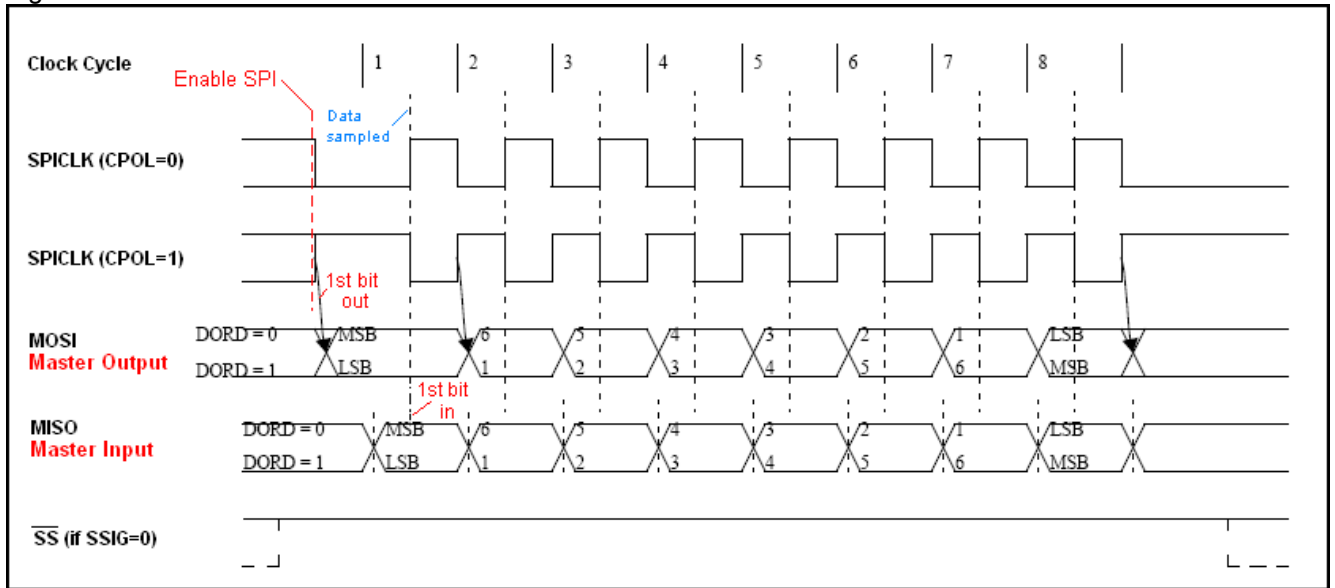 Clock Cycle
1 2 3 4 5 6 7 8
Enable SPI
Data
sampled
SPICLK (CPOL=0)
SPICLK (CPOL=1)
1st bit
out
MOSI
Master Output
DORD = 0 MSB 6 5 4 3 2 1 LSB
DORD = 1 LSB 1 2 3 4 5 6 MSB
1st bit
in
MISO
Master Input
DORD = 0 MSB 6 5 4 3 2 1 LSB
DORD = 1 LSB 1 2 3 4 5 6 MSB
SS (if SSIG=0)